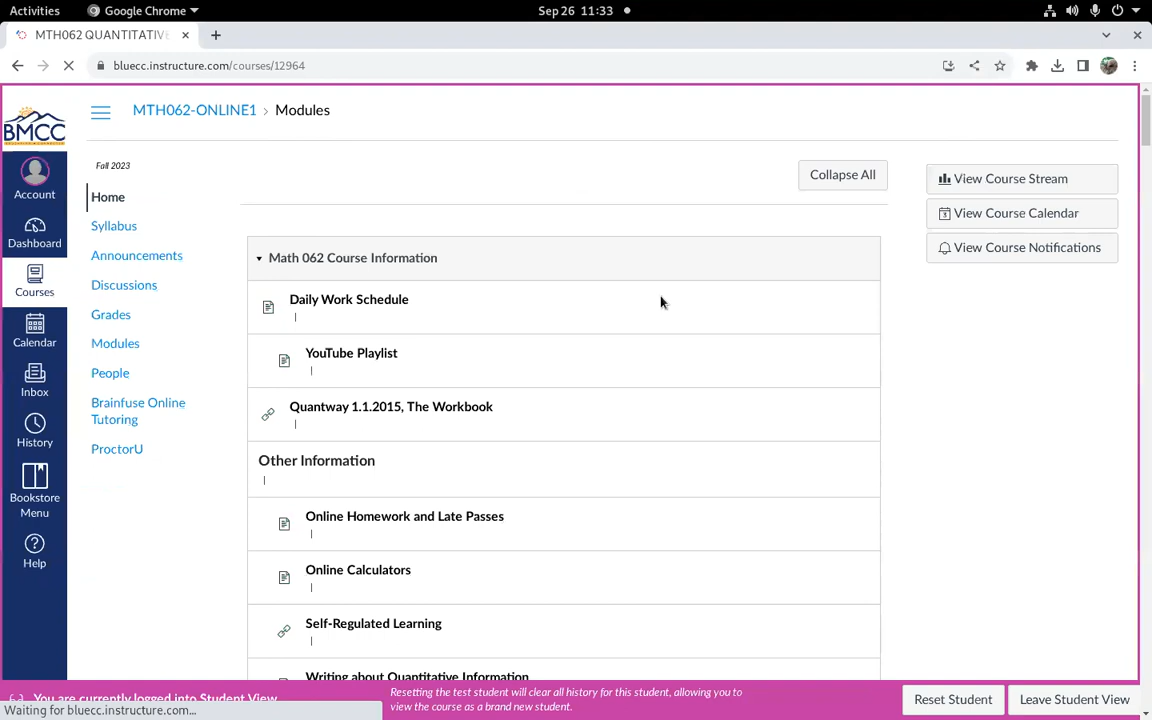 Activities
Google Chrome
Sep 26 11:33
MTH062 QUANTITATIV
bluecc.instructure.com/courses/12964
BMCC
Account
Dashboard
Courses
Calendar
Inbox
History
Bookstore
Menu
Help
MTH062-ONLINE1 › Modules
Fall 2023
Home
Syllabus
Announcements
Discussions
Grades
Modules
People
Brainfuse Online
Tutoring
ProctorU
Collapse All
View Course Stream
View Course Calendar
View Course Notifications
Math 062 Course Information
Daily Work Schedule
|
YouTube Playlist
|
Quantway 1.1.2015, The Workbook
|
Other Information
|
Online Homework and Late Passes
|
Online Calculators
|
Self-Regulated Learning
|
Writing about Quantitative Information
You are currently logged into Student View
Waiting for bluecc.instructure.com...
Resetting the test student will clear all history for this student, allowing you to
view the course as a brand new student.
Reset Student
Leave Student View